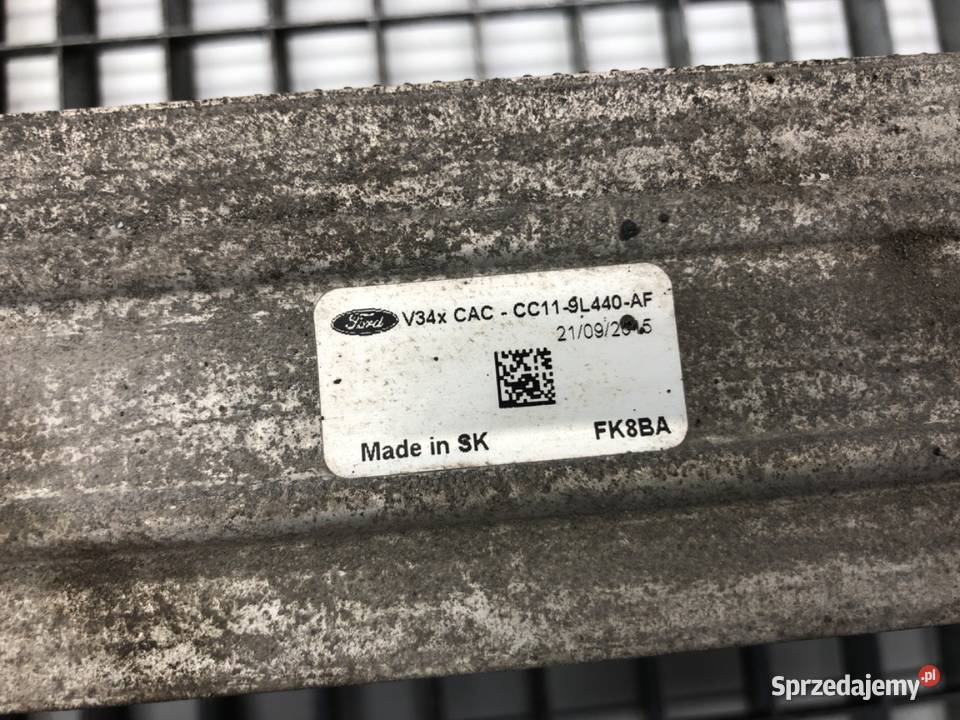 Ford V34x CAC - CC11-9L440-AF
21/09/2015
Made in SK
FK8BA
Sprzedajemy.pl